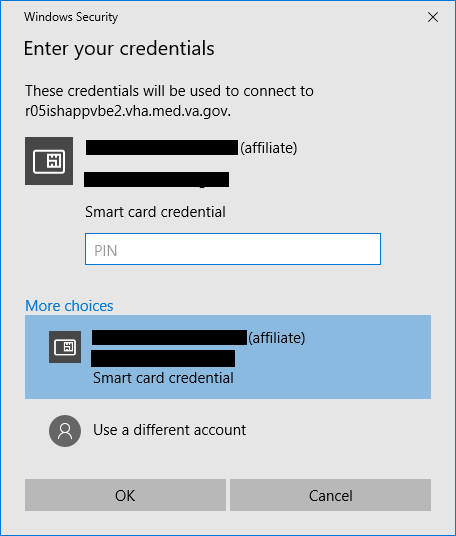 Windows Security
Enter your credentials
These credentials will be used to connect to
r05ishappvbe2.vha.med.va.gov.
(affiliate)
Smart card credential
PIN
More choices
(affiliate)
Smart card credential
Use a different account
OK
Cancel